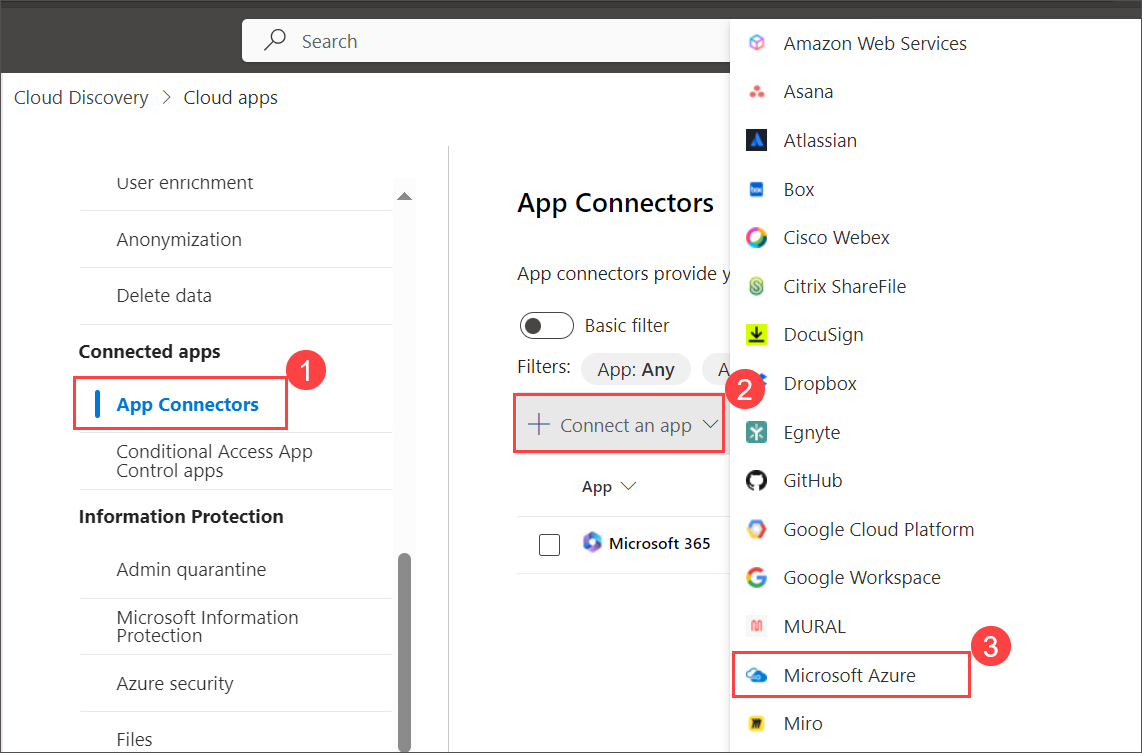 Search
Cloud Discovery > Cloud apps
User enrichment
Anonymization
Delete data
Connected apps
App Connectors
1
Conditional Access App
Control apps
Information Protection
Admin quarantine
Microsoft Information
Protection
Azure security
Files
App Connectors
App connectors provide y
Basic filter
Filters: App: Any A
2
Connect an app
App
Microsoft 365
Amazon Web Services
Asana
Atlassian
Box
Cisco Webex
Citrix ShareFile
DocuSign
Dropbox
Egnyte
GitHub
Google Cloud Platform
Google Workspace
MURAL
3
Microsoft Azure
Miro